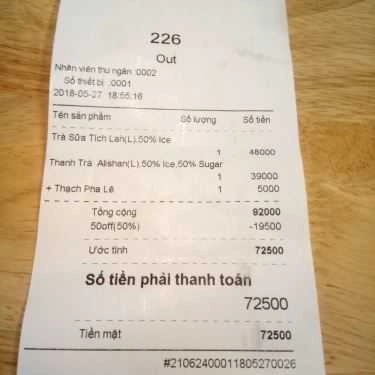 226
Out
Nhân viên thu ngân :0002
Số thiết bị :0001
2018-05-27 18:55:16
Tên sản phẩm Số lượng Số tiền
Trà Sữa Tích Lan(L),50% Ice
1 48000
Thanh Trà Alishan(L),50% Ice,50% Sugar
1 39000
+ Thạch Pha Lê 1 5000
Tổng cộng 92000
50off(50%) -19500
Ước tính 72500
Số tiền phải thanh toán
72500
Tiền mặt 72500
#21062400011805270026